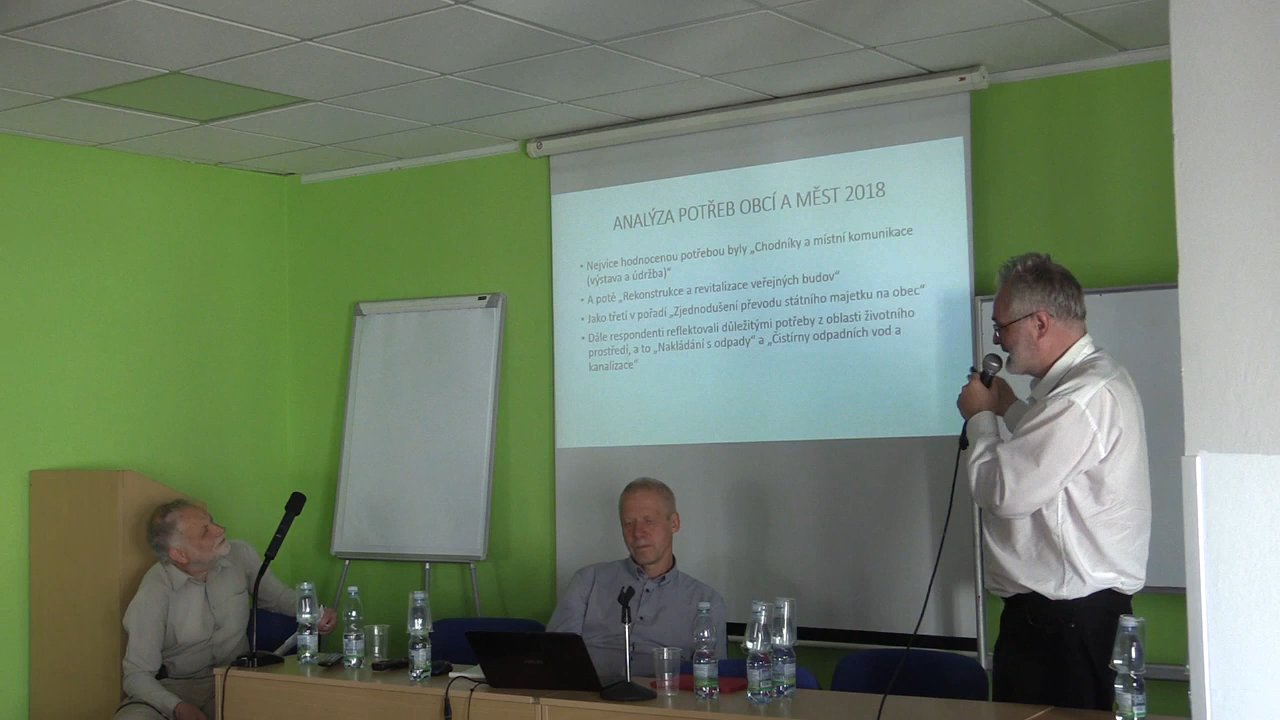 ANALÝZA POTŘEB OBCÍ A MĚST 2018
• Nejvíce hodnocenou potřebou byly „Chodníky a místní komunikace
(výstava a údržba)“
• A poté „Rekonstrukce a revitalizace veřejných budov“
• Jako třetí v pořadí „Zjednodušení převodu státního majetku na obec“
• Dále respondenti reflektovali důležitými potřeby z oblasti životního
prostředí, a to „Nakládání s odpady“ a „Čistírny odpadních vod a
kanalizace“